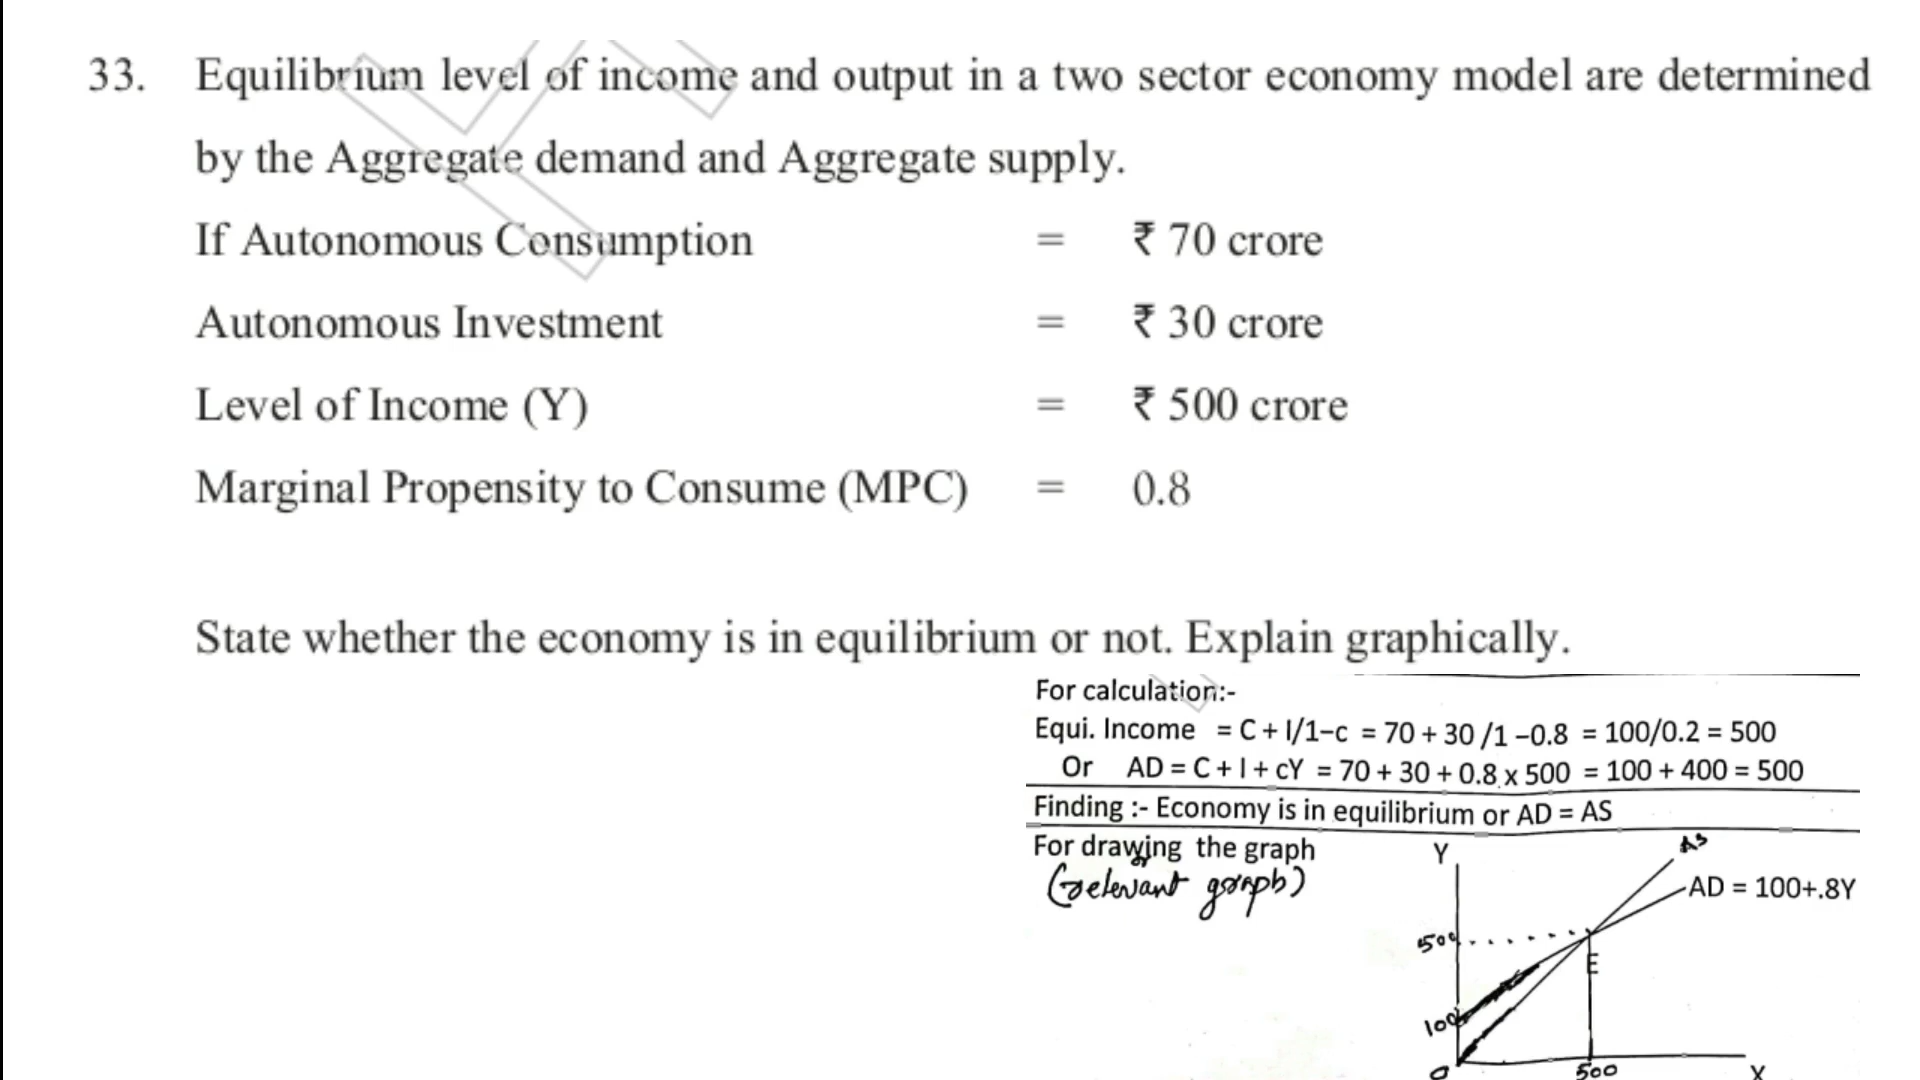 33. Equilibrium level of income and output in a two sector economy model are determined
by the Aggregate demand and Aggregate supply.
If Autonomous Consumption = ₹ 70 crore
Autonomous Investment = ₹ 30 crore
Level of Income (Y) = ₹ 500 crore
Marginal Propensity to Consume (MPC) = 0.8
State whether the economy is in equilibrium or not. Explain graphically.
For calculation:-
Equi. Income = C + I/1−c = 70 + 30 /1 −0.8 = 100/0.2 = 500
Or AD = C + I + cY = 70 + 30 + 0.8 x 500 = 100 + 400 = 500
Finding :- Economy is in equilibrium or AD = AS
For drawing the graph
or
(relevant graph)
Y
AS
AD = 100+.8Y
500
E
100
0
500
X